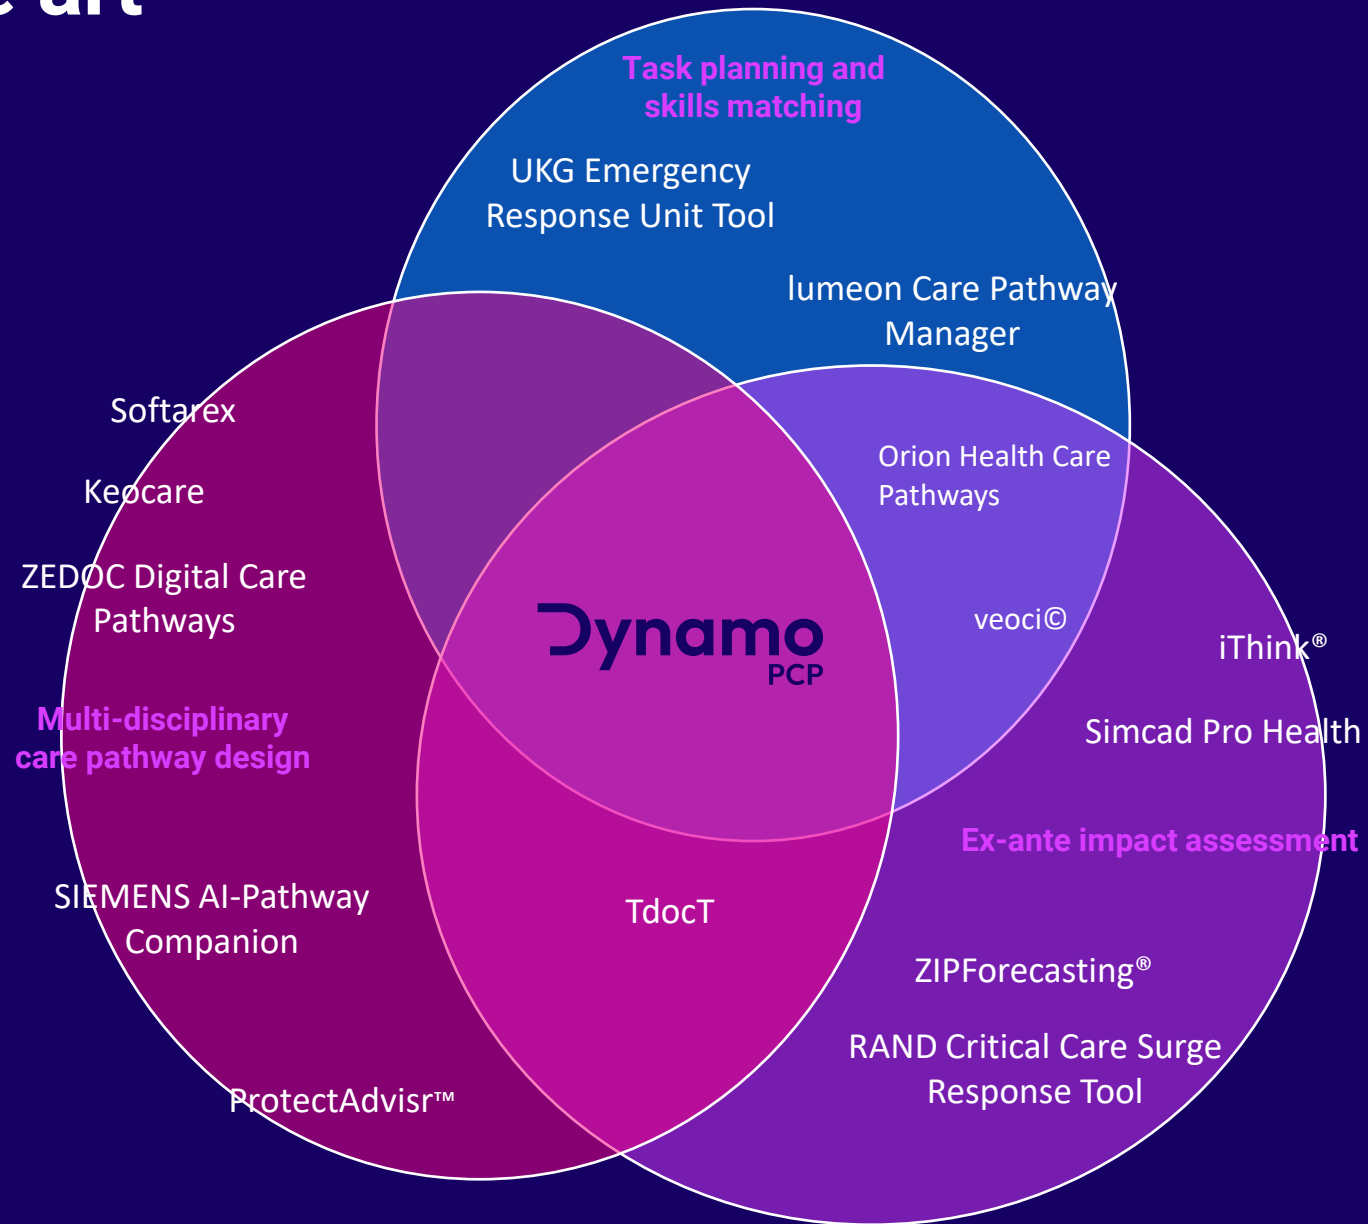 art
Task planning and
skills matching
UKG Emergency
Response Unit Tool
lumeon Care Pathway
Manager
Softarex
Orion Health Care
Pathways
Keocare
ZEDOC Digital Care
Pathways
Dynamo
PCP
veoci©
iThink®
Multi-disciplinary
care pathway design
Simcad Pro Health
Ex-ante impact assessment
SIEMENS AI-Pathway
Companion
TdocT
ZIPForecasting®
RAND Critical Care Surge
Response Tool
ProtectAdvisr™